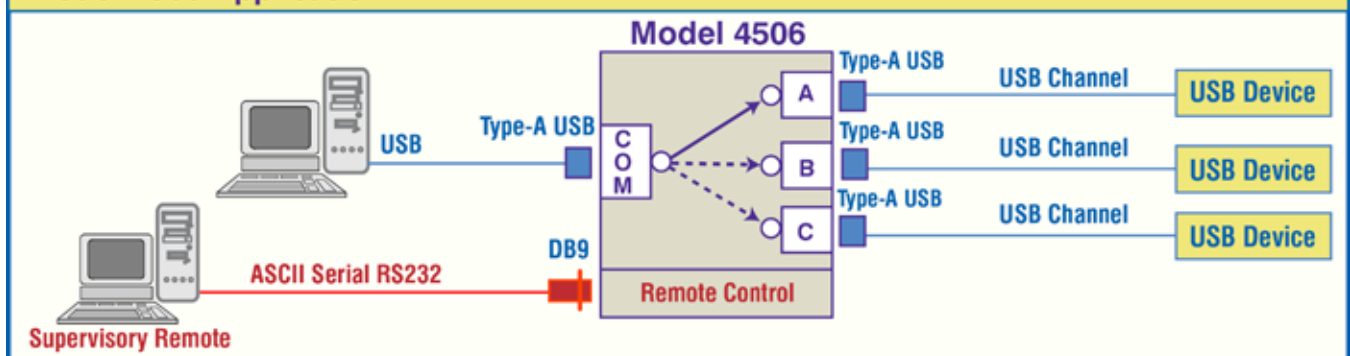 Model 4506
Type-A USB
USB Channel
USB Device
A
USB
Type-A USB
COM
Type-A USB
USB Channel
USB Device
B
Type-A USB
USB Channel
USB Device
C
DB9
ASCII Serial RS232
Remote Control
Supervisory Remote